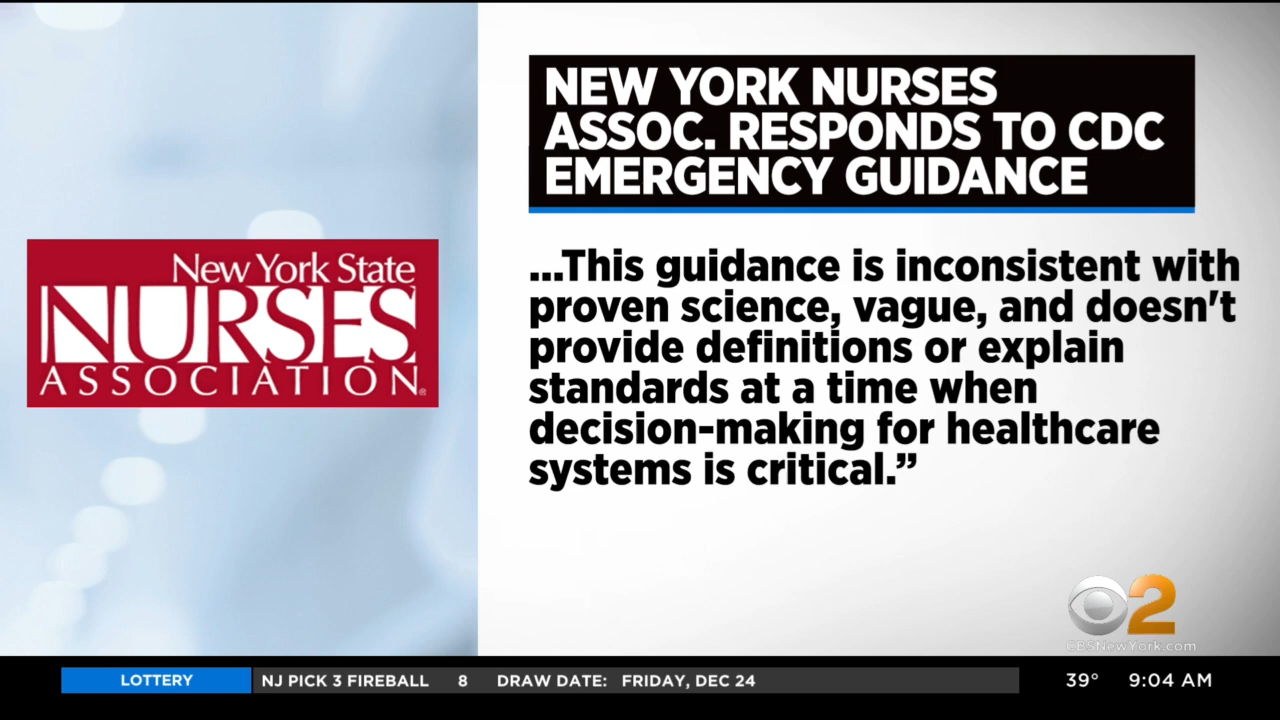 NEW YORK NURSES
ASSOC. RESPONDS TO CDC
EMERGENCY GUIDANCE
New York State
NURSES
ASSOCIATION®
...This guidance is inconsistent with
proven science, vague, and doesn't
provide definitions or explain
standards at a time when
decision-making for healthcare
systems is critical.”
2
CBSNewYork.com
LOTTERY NJ PICK 3 FIREBALL 8 DRAW DATE: FRIDAY, DEC 24 39° 9:04 AM